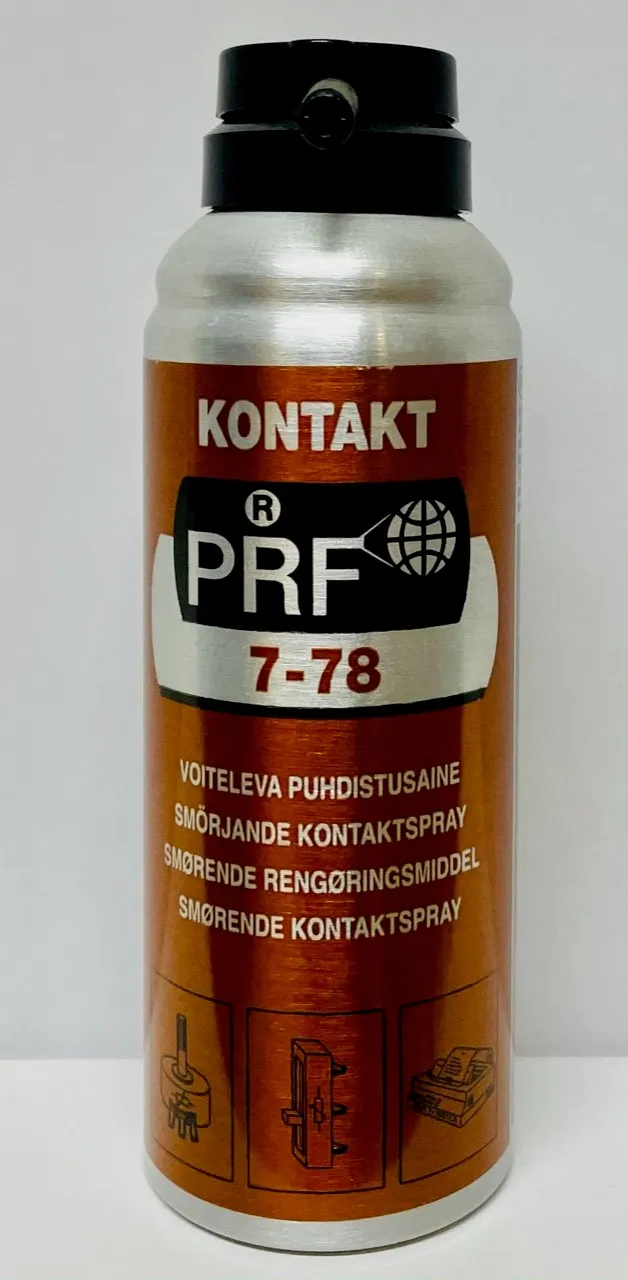 KONTAKT
®
PRF
7-78
VOITELEVA PUHDISTUSAINE
SMÖRJANDE KONTAKTSPRAY
SMØRENDE RENGØRINGSMIDDEL
SMØRENDE KONTAKTSPRAY